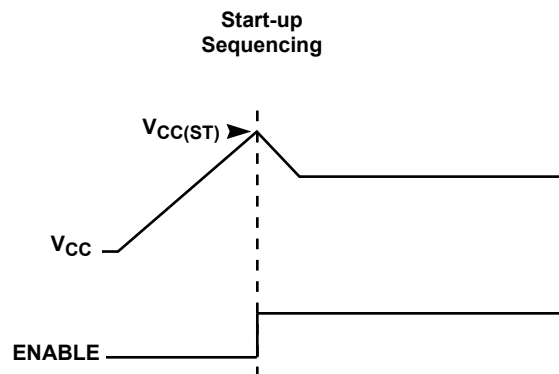 Start-up
Sequencing
VCC(ST)
VCC
ENABLE